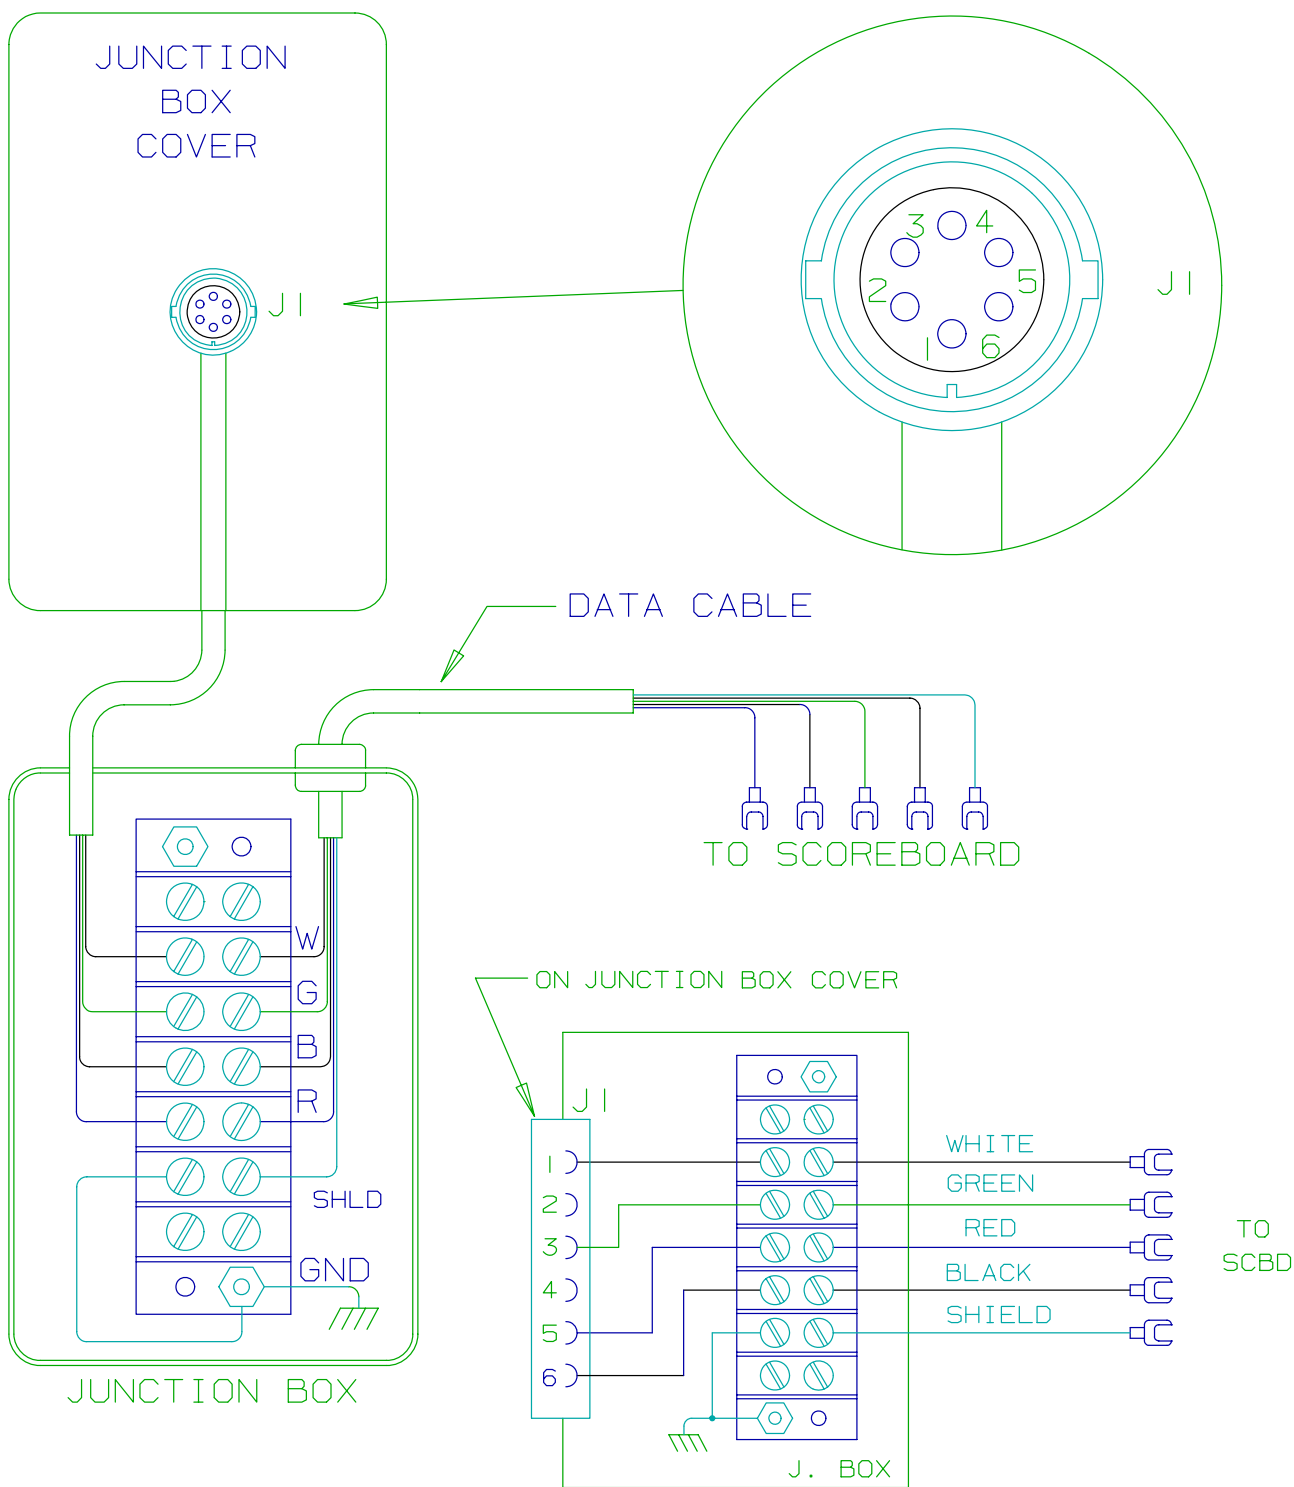 JUNCTION
BOX
COVER
J1
3
4
2
5
1
6
J1
DATA CABLE
TO SCOREBOARD
W
G
B
R
SHLD
GND
JUNCTION BOX
ON JUNCTION BOX COVER
J1
1
2
3
4
5
6
WHITE
GREEN
RED
BLACK
SHIELD
TO
SCBD
J. BOX